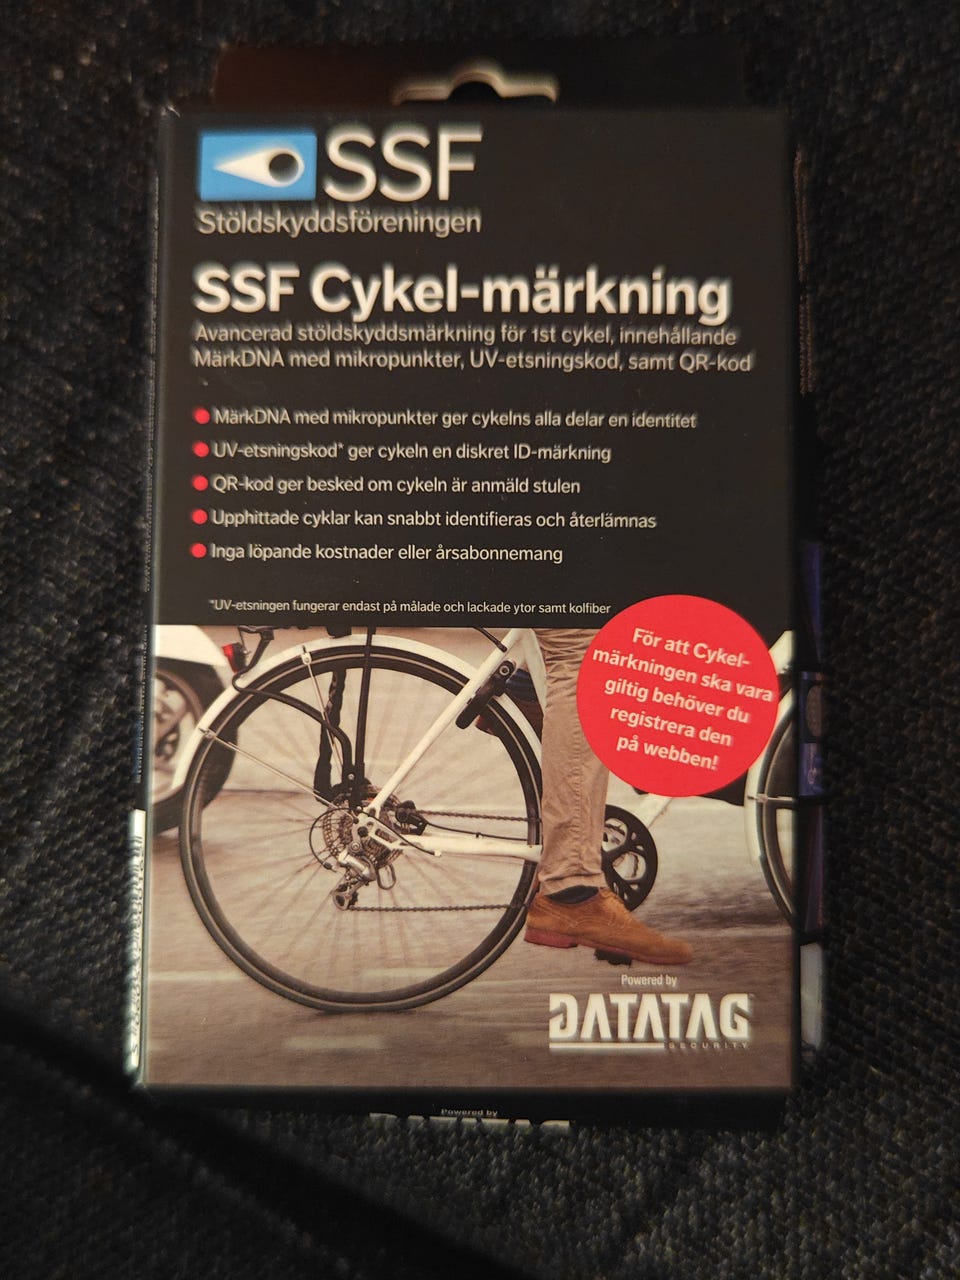 SSF
Stöldskyddsföreningen
SSF Cykel-märkning
Avancerad stöldskyddsmärkning för 1st cykel, innehållande
MärkDNA med mikropunkter, UV-etsningskod, samt QR-kod
MärkDNA med mikropunkter ger cykelns alla delar en identitet
UV-etsningskod* ger cykeln en diskret ID-märkning
QR-kod ger besked om cykeln är anmäld stulen
Upphittade cyklar kan snabbt identifieras och återlämnas
Inga löpande kostnader eller årsabonnemang
*UV-etsningen fungerar endast på målade och lackade ytor samt kolfiber
För att Cykel-
märkningen ska vara
giltig behöver du
registrera den
på webben!
Powered by
DATATAG
SECURITY
Powered by
DATATAG